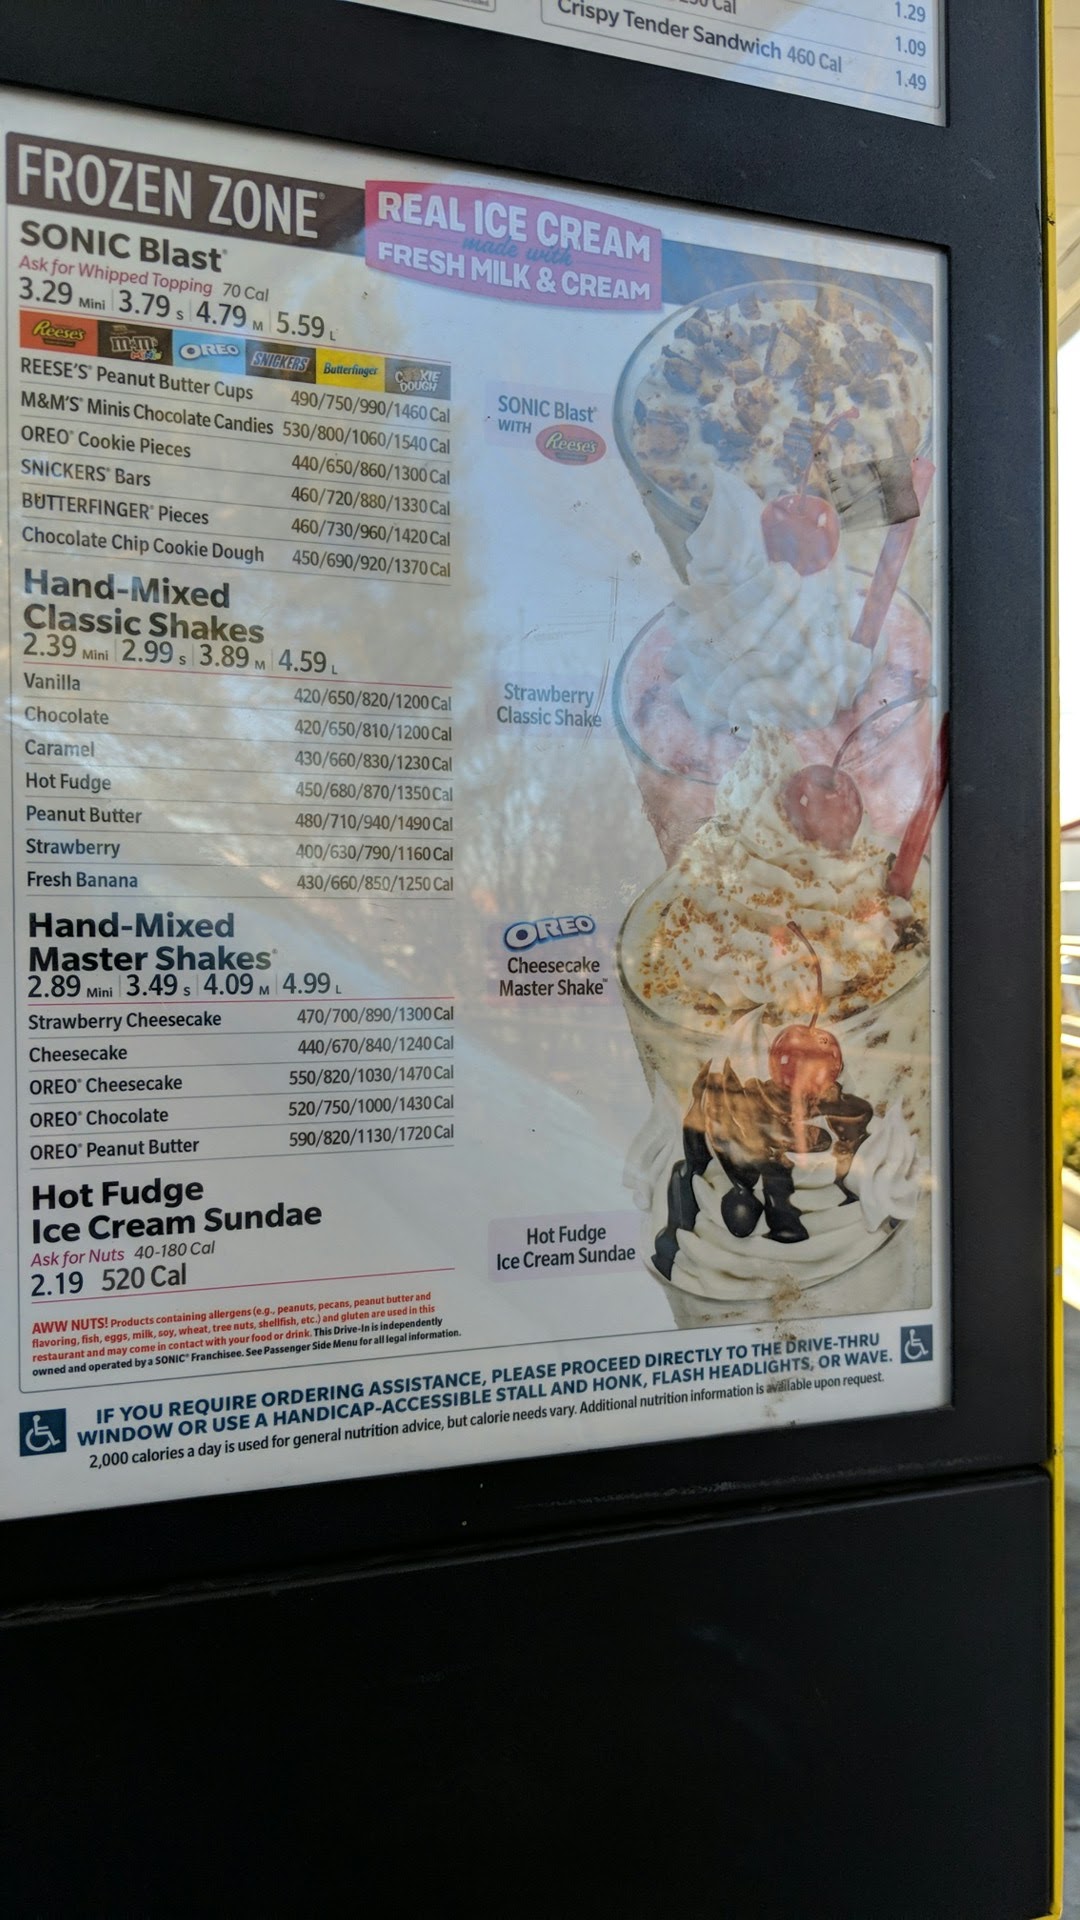 Cal
1.29
1.09
Crispy Tender Sandwich 460 Cal 1.49
FROZEN ZONE®
REAL ICE CREAM
made with
FRESH MILK & CREAM
SONIC Blast®
Ask for Whipped Topping 70 Cal
3.29 Mini 3.79 S 4.79 M 5.59 L
Reese's m&m's MINIS OREO SNICKERS Butterfinger COOKIE DOUGH
REESE'S® Peanut Butter Cups 490/750/990/1460 Cal
M&M'S® Minis Chocolate Candies 530/800/1060/1540 Cal
OREO® Cookie Pieces 440/650/860/1300 Cal
SNICKERS® Bars 460/720/880/1330 Cal
BUTTERFINGER® Pieces 460/730/960/1420 Cal
Chocolate Chip Cookie Dough 450/690/920/1370 Cal
SONIC Blast®
WITH Reese's
Hand-Mixed
Classic Shakes
2.39 Mini 2.99 S 3.89 M 4.59 L
Vanilla 420/650/820/1200 Cal
Chocolate 420/650/810/1200 Cal
Caramel 430/660/830/1230 Cal
Hot Fudge 450/680/870/1350 Cal
Peanut Butter 480/710/940/1490 Cal
Strawberry 400/630/790/1160 Cal
Fresh Banana 430/660/850/1250 Cal
Strawberry
Classic Shake
Hand-Mixed
Master Shakes®
2.89 Mini 3.49 S 4.09 M 4.99 L
Strawberry Cheesecake 470/700/890/1300 Cal
Cheesecake 440/670/840/1240 Cal
OREO® Cheesecake 550/820/1030/1470 Cal
OREO® Chocolate 520/750/1000/1430 Cal
OREO® Peanut Butter 590/820/1130/1720 Cal
OREO
Cheesecake
Master Shake™
Hot Fudge
Ice Cream Sundae
Ask for Nuts 40-180 Cal
2.19 520 Cal
Hot Fudge
Ice Cream Sundae
AWW NUTS! Products containing allergens (e.g., peanuts, pecans, peanut butter and
flavoring, fish, eggs, milk, soy, wheat, tree nuts, shellfish, etc.) and gluten are used in this
restaurant and may come in contact with your food or drink. This Drive-In is independently
owned and operated by a SONIC® Franchisee. See Passenger Side Menu for all legal information.
IF YOU REQUIRE ORDERING ASSISTANCE, PLEASE PROCEED DIRECTLY TO THE DRIVE-THRU
WINDOW OR USE A HANDICAP-ACCESSIBLE STALL AND HONK, FLASH HEADLIGHTS, OR WAVE.
2,000 calories a day is used for general nutrition advice, but calorie needs vary. Additional nutrition information is available upon request.